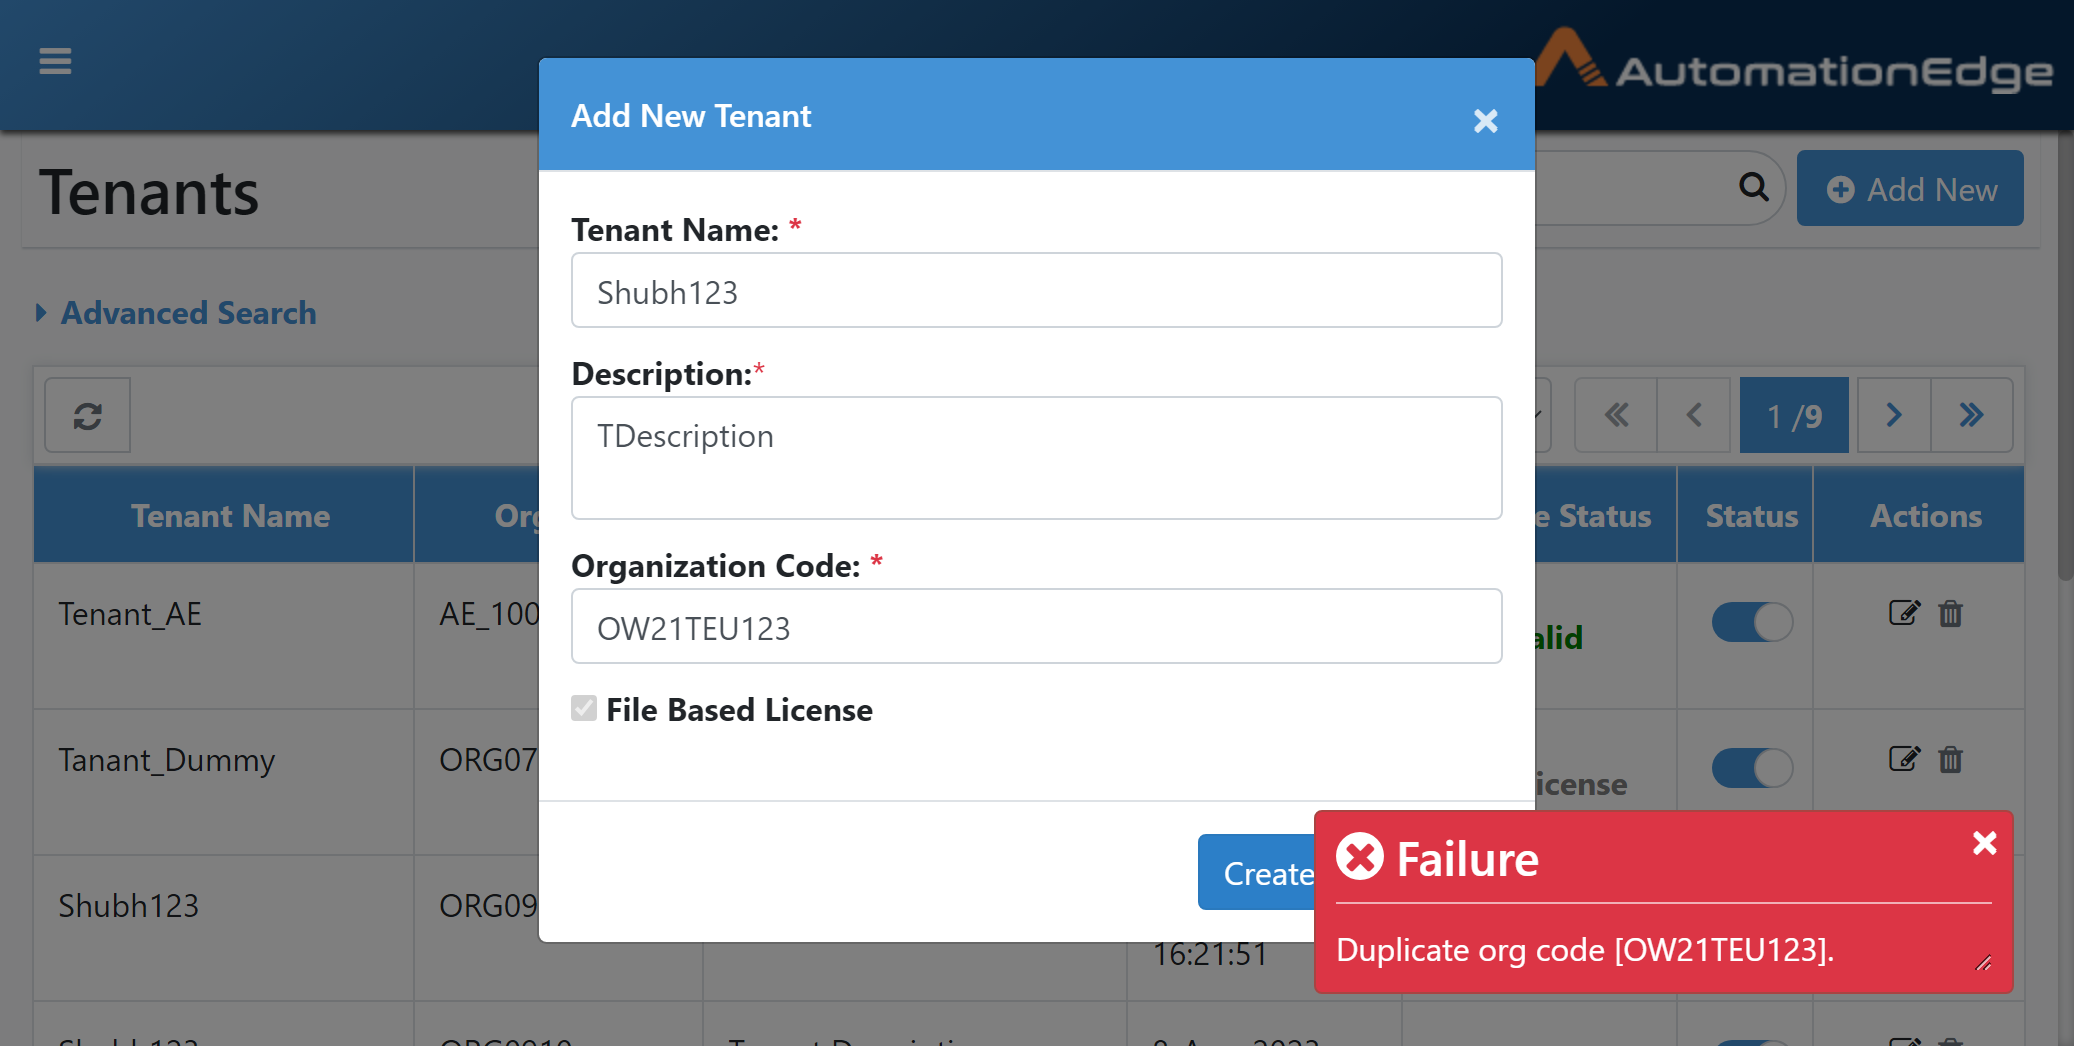 AutomationEdge
Add New Tenant
Tenants
Add New
Tenant Name: *
Shubh123
Advanced Search
Description:*
TDescription
1 /9
Tenant Name
Org
e Status
Status
Actions
Organization Code: *
OW21TEU123
Tenant_AE
AE_100
alid
File Based License
Tanant_Dummy
ORG07
icense
Create
Failure
Shubh123
ORG09
16:21:51
Duplicate org code [OW21TEU123].